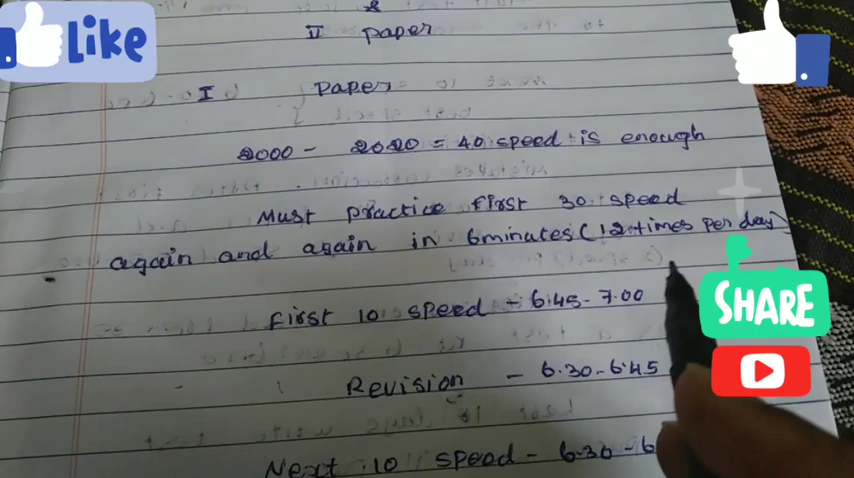 &
II paper
I paper
2000 - 2020 = 40 speed is enough
Must practice first 30 speed
again and again in 6minutes (12 times per day)
First 10 speed - 6.45-7.00
Revision - 6.30-6.45
Next 10 speed - 6.30-6
Like
SHARE